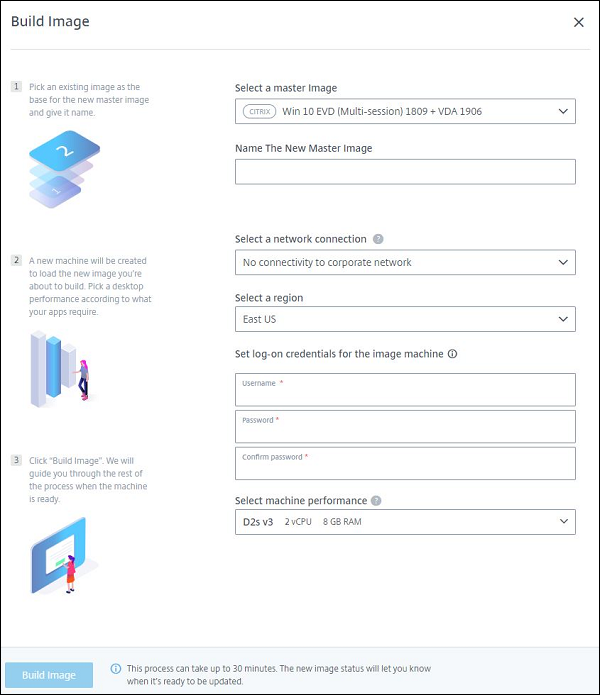 Build Image
1
Pick an existing image as the
base for the new master image
and give it name.
2
1
Select a master Image
CITRIX Win 10 EVD (Multi-session) 1809 + VDA 1906
Name The New Master Image
2
A new machine will be created
to load the new image you're
about to build. Pick a desktop
performance according to what
your apps require.
Select a network connection ?
No connectivity to corporate network
Select a region
East US
Set log-on credentials for the image machine
Username *
Password *
Confirm password *
3
Click "Build Image". We will
guide you through the rest of
the process when the machine
is ready.
Select machine performance ?
D2s v3 2 vCPU 8 GB RAM
Build Image
This process can take up to 30 minutes. The new image status will let you know
when it's ready to be updated.